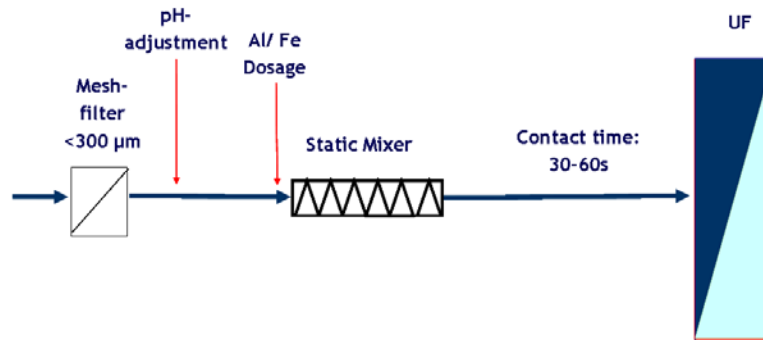 pH-
adjustment
Al/ Fe
Dosage
UF
Mesh-
filter
<300 µm
Static Mixer
Contact time:
30-60s